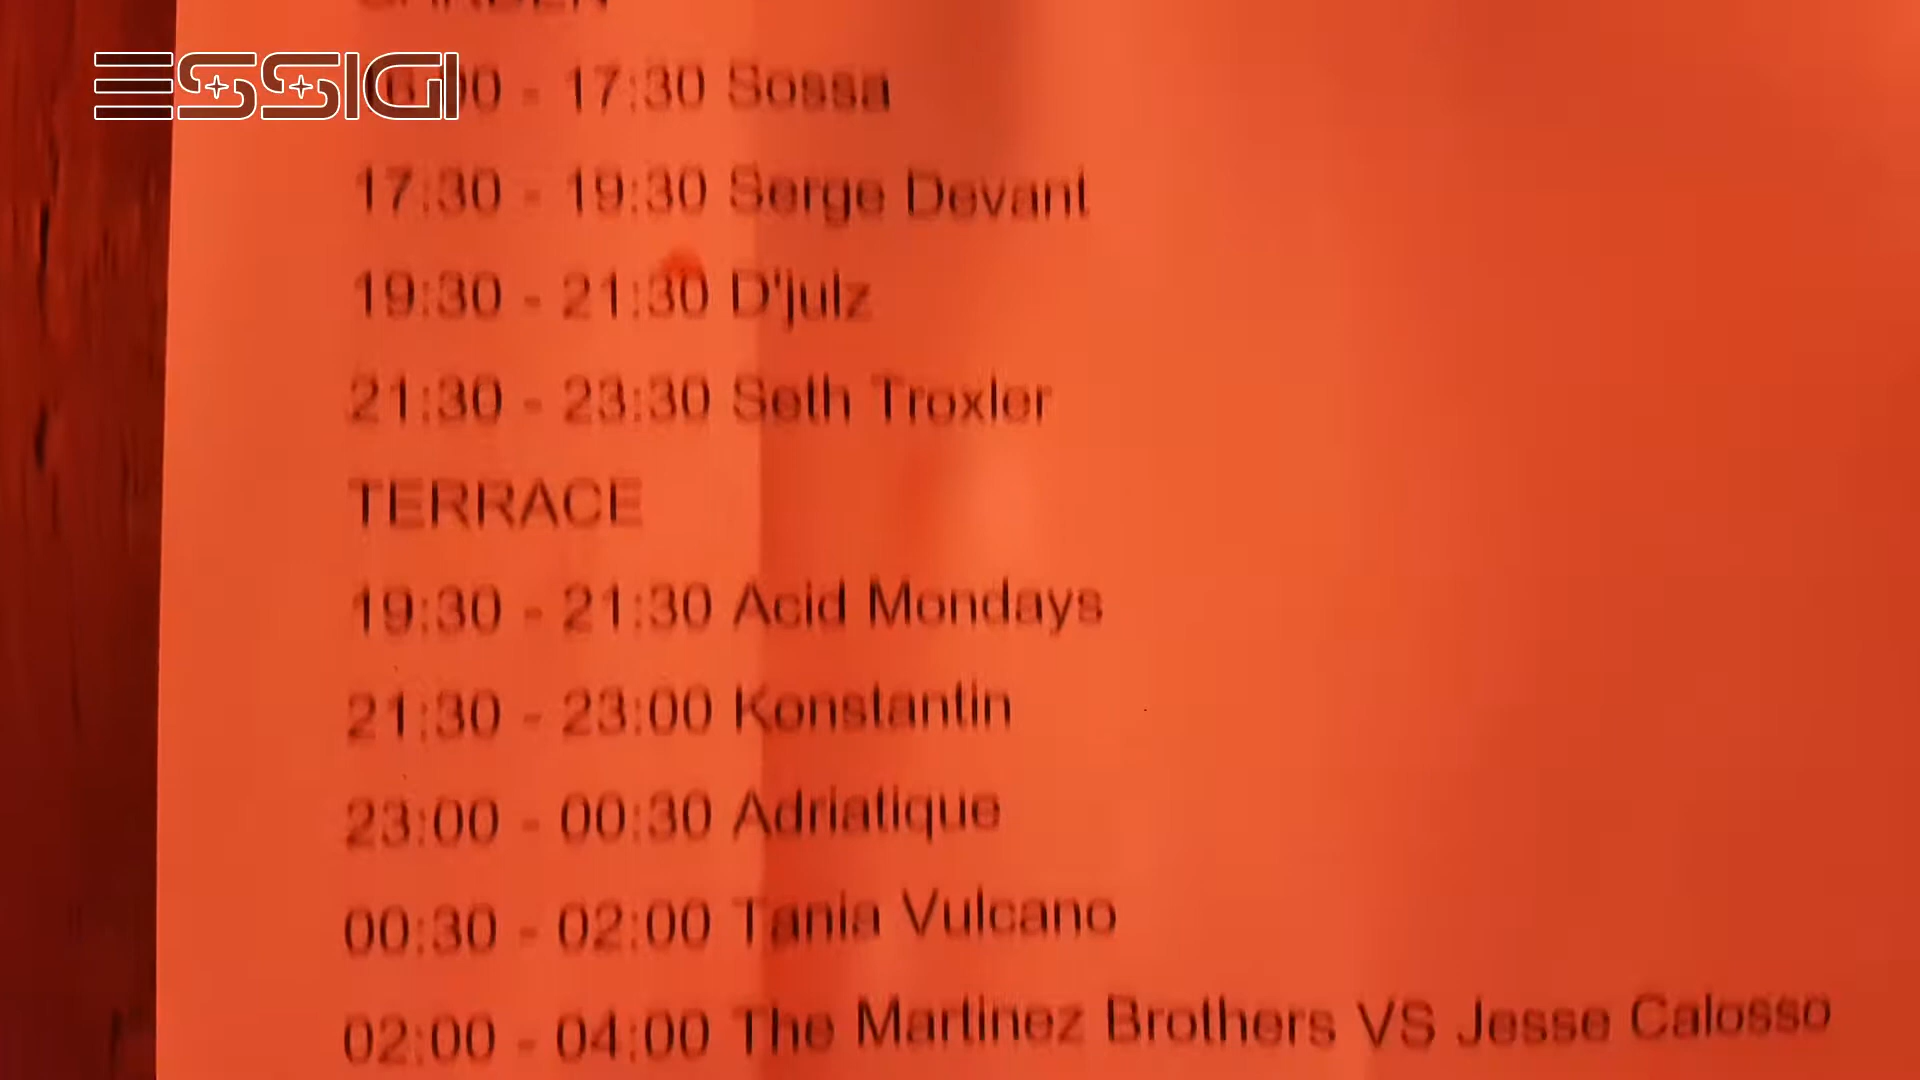 GARDEN
ESSIGI
- 17:30 Sossa
17:30 - 19:30 Serge Devant
19:30 - 21:30 D'julz
21:30 - 23:30 Seth Troxler
TERRACE
19:30 - 21:30 Acid Mondays
21:30 - 23:00 Konstantin
23:00 - 00:30 Adriatique
00:30 - 02:00 Tania Vulcano
02:00 - 04:00 The Martinez Brothers VS Jesse Calosso